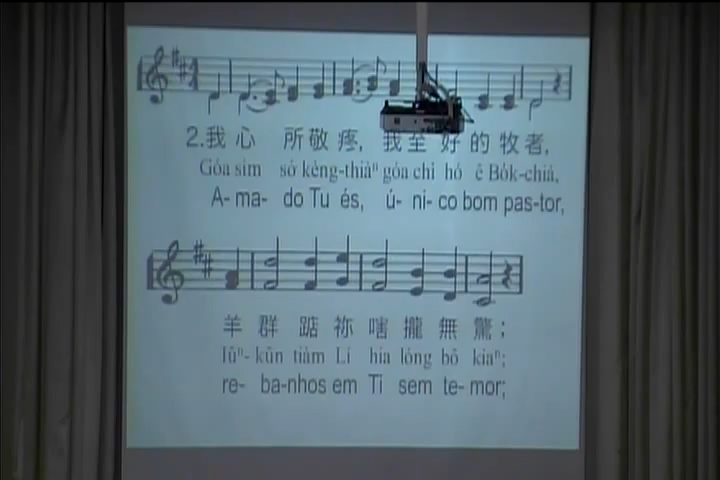 2.我心 所敬疼, 我至好的牧者,
Góa sim só kèng-thiàⁿ góa chì hó ê Bo̍k-chiá,
A- ma- do Tu és, ú- ni- co bom pas-tor,
羊群踮祢嗐攏無驚;
Iûⁿ- kûn tiàm Lí hia lóng bô kiaⁿ;
re- ba-nhos em Ti sem te- mor;